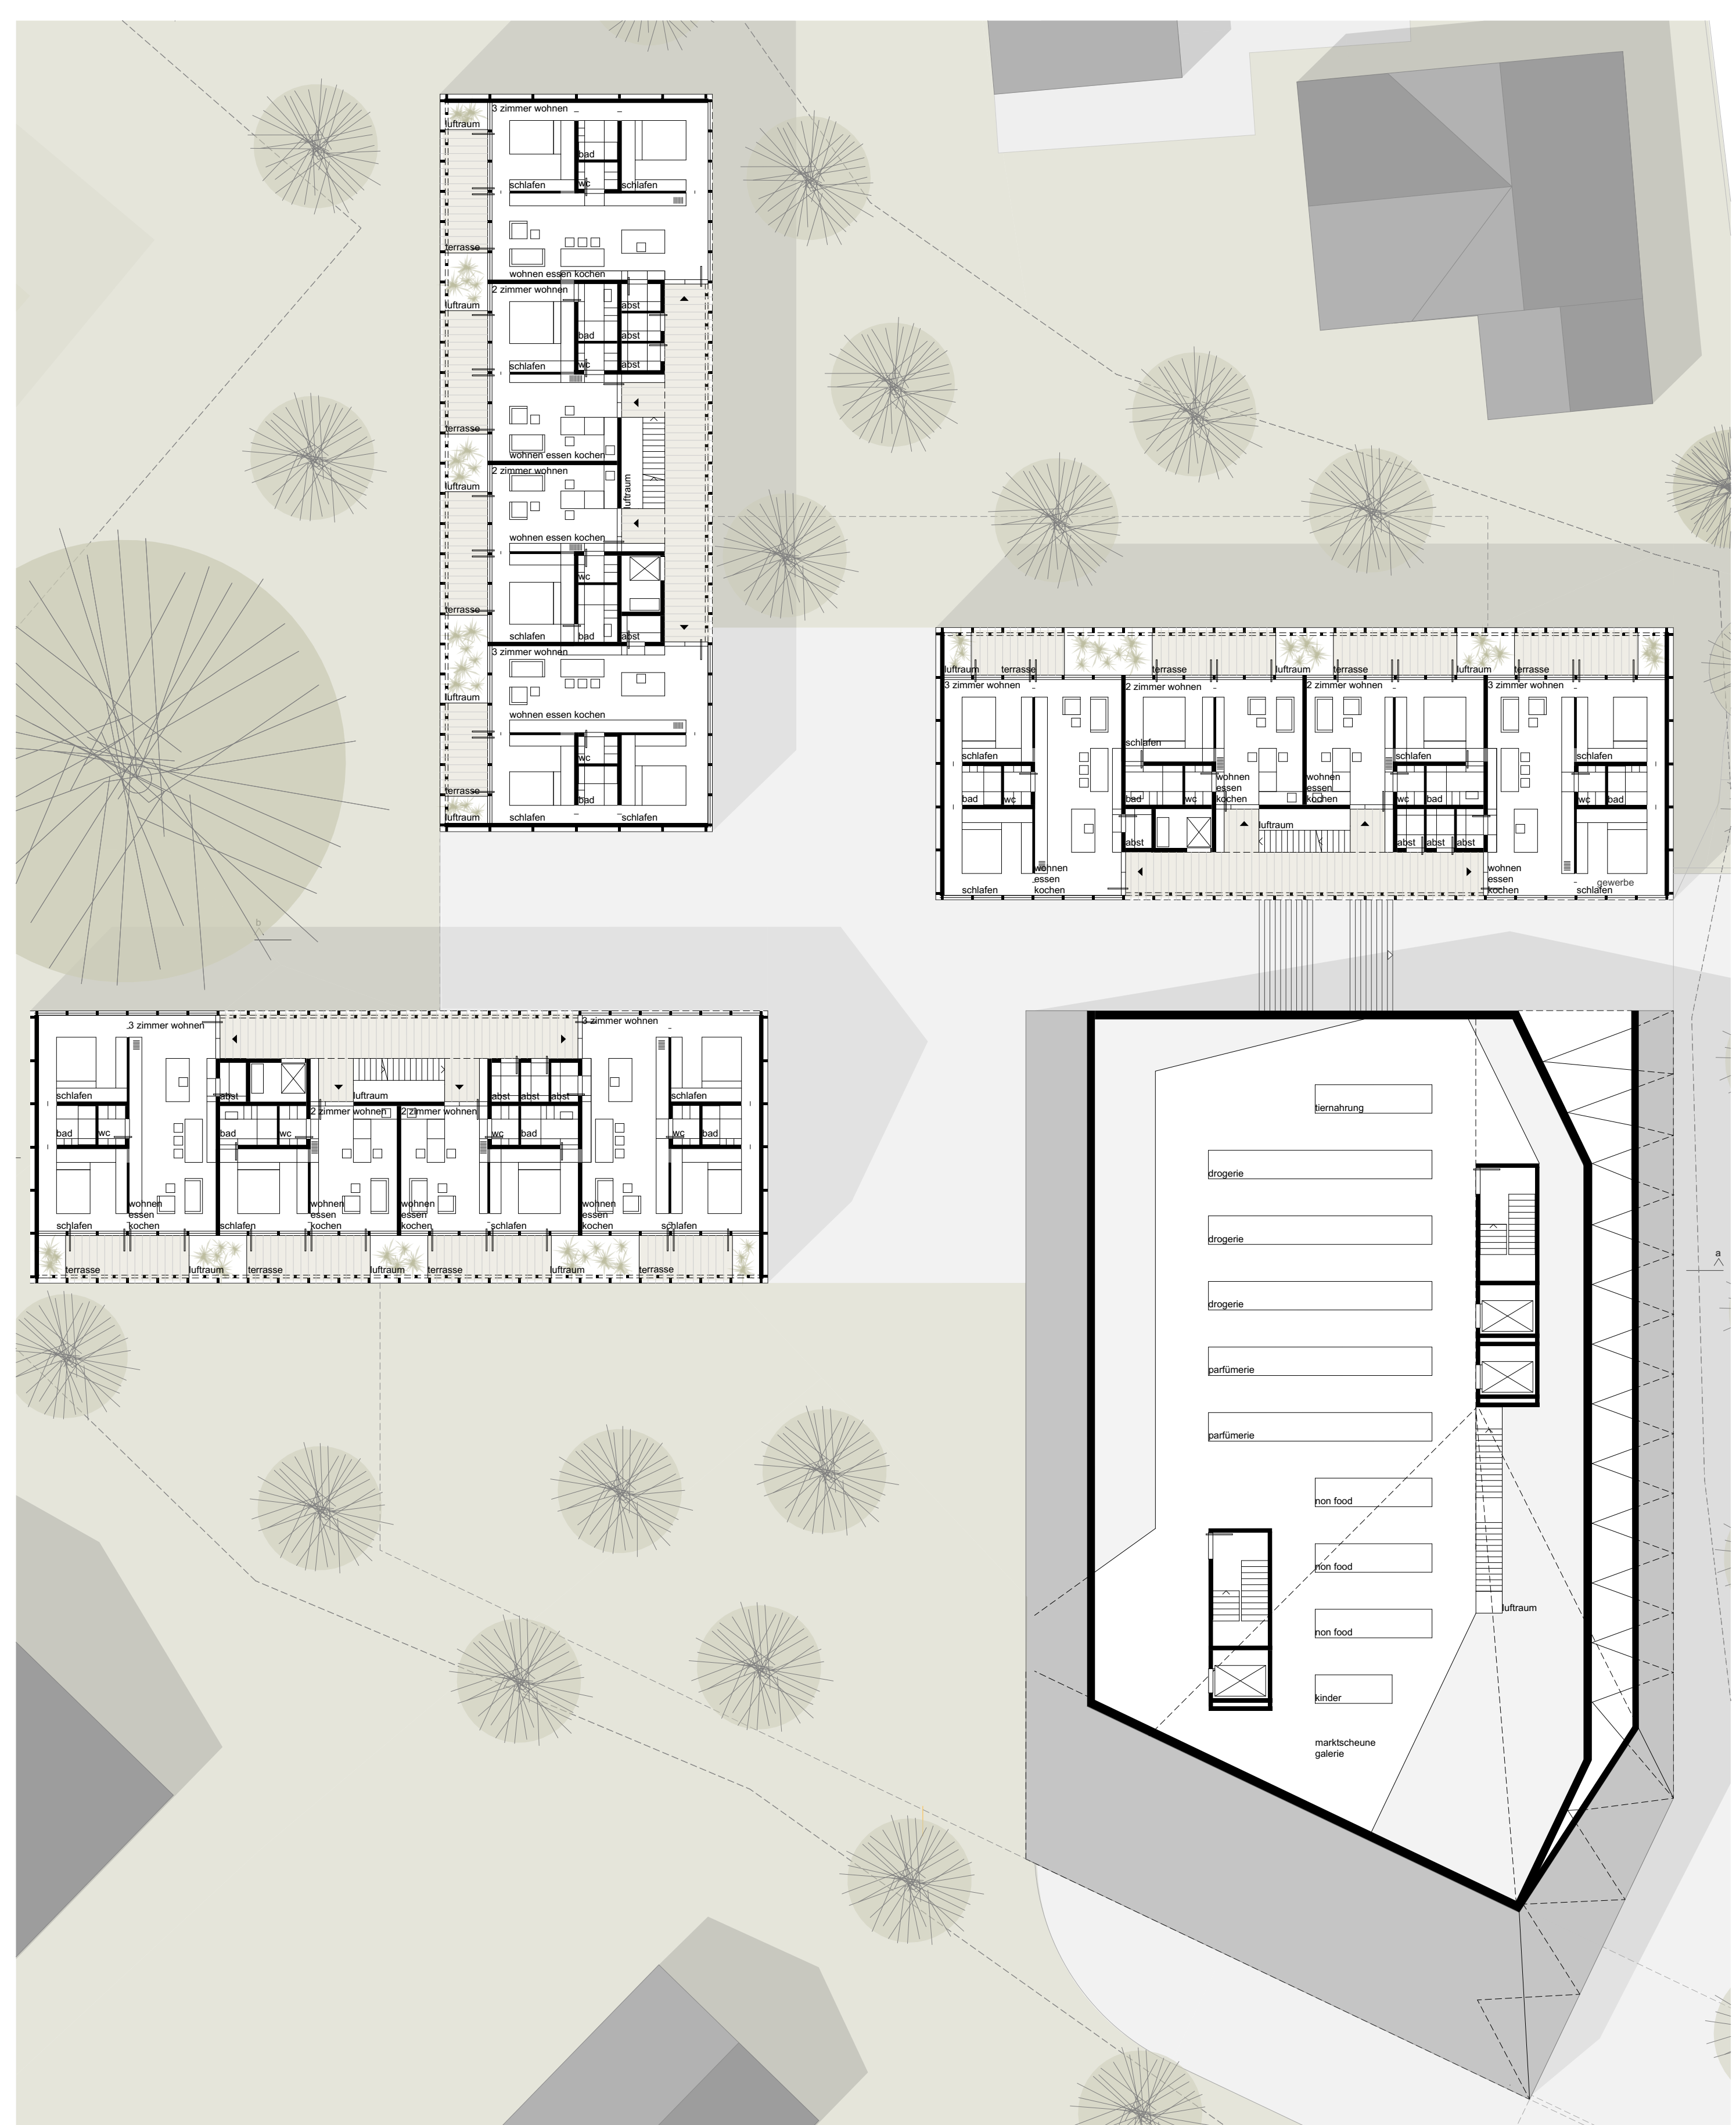 3 zimmer wohnen
luftraum
bad
schlafen
wc
schlafen
terrasse
wohnen essen kochen
2 zimmer wohnen
luftraum
abst
bad
abst
schlafen
wc
abst
terrasse
wohnen essen kochen
2 zimmer wohnen
luftraum
luftraum
wohnen essen kochen
wc
terrasse
schlafen
bad
abst
3 zimmer wohnen
luftraum
wohnen essen kochen
wc
terrasse
bad
luftraum
schlafen
schlafen
luftraum
terrasse
terrasse
luftraum
terrasse
luftraum
terrasse
3 zimmer wohnen
2 zimmer wohnen
2 zimmer wohnen
3 zimmer wohnen
schlafen
schlafen
schlafen
schlafen
wohnen
essen
kochen
wohnen
essen
kochen
bad
wc
bad
wc
wc
bad
wc
bad
luftraum
abst
abst
abst
abst
wohnen
essen
kochen
wohnen
essen
kochen
schlafen
schlafen
gewerbe
b
3 zimmer wohnen
3 zimmer wohnen
schlafen
abst
luftraum
abst
abst
abst
schlafen
2 zimmer wohnen
2 zimmer wohnen
bad
wc
bad
wc
wc
bad
wc
bad
wohnen
essen
kochen
wohnen
essen
kochen
wohnen
essen
kochen
wohnen
essen
kochen
schlafen
schlafen
schlafen
schlafen
terrasse
luftraum
terrasse
luftraum
terrasse
luftraum
terrasse
tiernahrung
drogerie
drogerie
a
drogerie
parfümerie
parfümerie
non food
non food
luftraum
non food
kinder
marktscheune
galerie